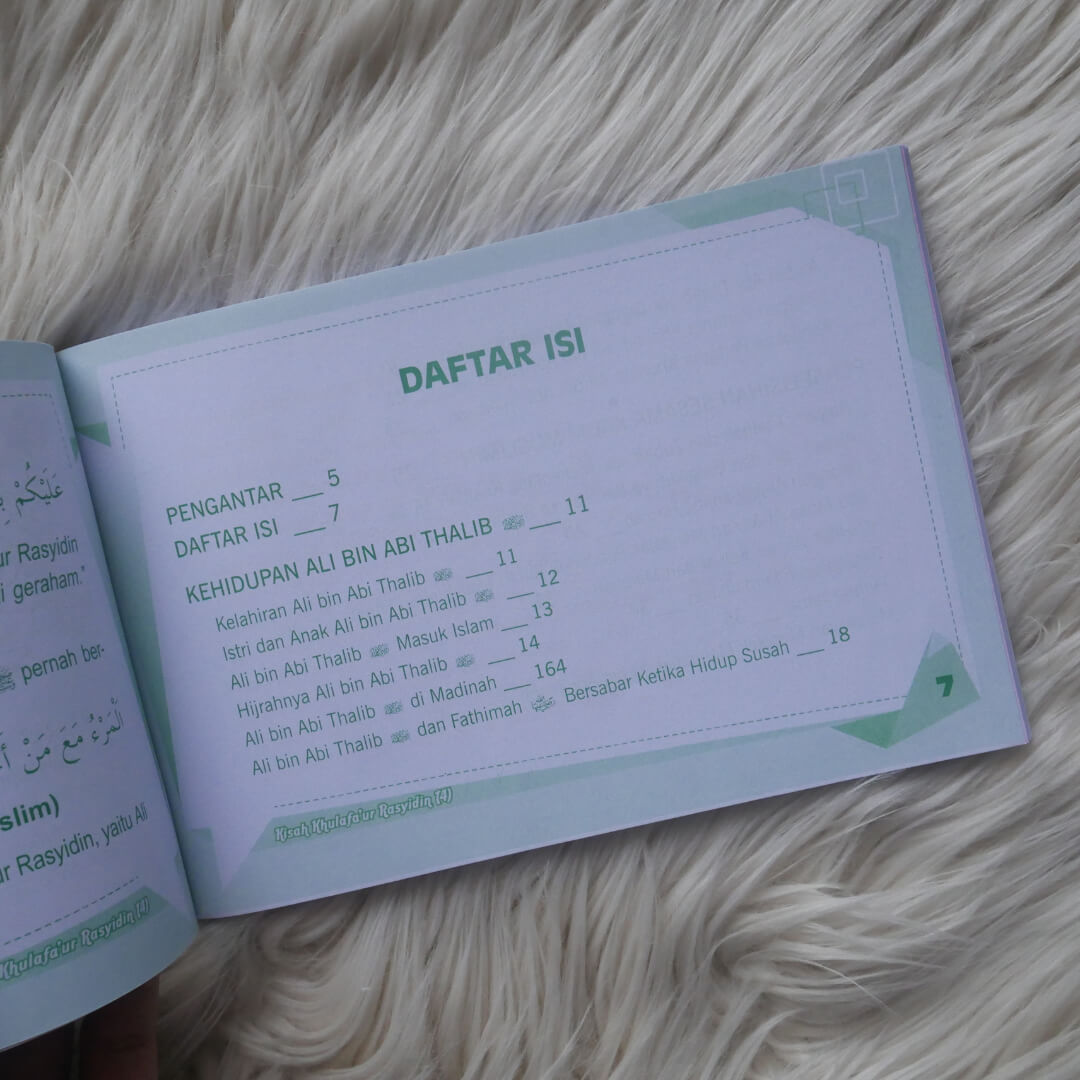 عَلَيْكُمْ
ur Rasyidin
i geraham."
pernah ber-
الْمَرْءُ مَعَ مَنْ
slim)
ur Rasyidin, yaitu Ali
Khulafa'ur Rasyidin (4)
DAFTAR ISI
PENGANTAR ___ 5
DAFTAR ISI ___ 7
KEHIDUPAN ALI BIN ABI THALIB ___ 11
Kelahiran Ali bin Abi Thalib ___ 11
Istri dan Anak Ali bin Abi Thalib ___ 12
Ali bin Abi Thalib Masuk Islam ___ 13
Hijrahnya Ali bin Abi Thalib ___ 14
Ali bin Abi Thalib di Madinah ___ 164
Ali bin Abi Thalib dan Fathimah Bersabar Ketika Hidup Susah ___ 18
7
Kisah Khulafa'ur Rasyidin (4)